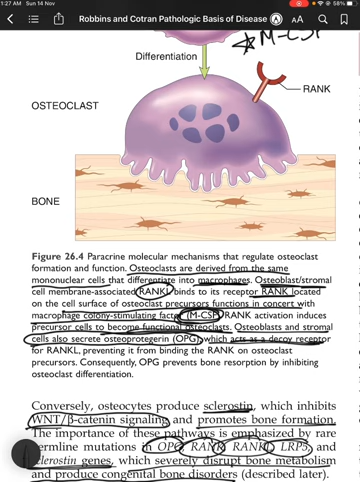 1:27 AM Sun 14 Nov
58%
Robbins and Cotran Pathologic Basis of Disease
AA
M-CSF
Differentiation
RANK
OSTEOCLAST
BONE
Figure 26.4 Paracrine molecular mechanisms that regulate osteoclast
formation and function. Osteoclasts are derived from the same
mononuclear cells that differentiate into macrophages. Osteoblast/stromal
cell membrane-associated RANKL binds to its receptor RANK located
on the cell surface of osteoclast precursors functions in concert with
macrophage colony-stimulating factor (M-CSF). RANK activation induces
precursor cells to become functional osteoclasts. Osteoblasts and stromal
cells also secrete osteoprotegerin (OPG), which acts as a decoy receptor
for RANKL, preventing it from binding the RANK on osteoclast
precursors. Consequently, OPG prevents bone resorption by inhibiting
osteoclast differentiation.
Conversely, osteocytes produce sclerostin, which inhibits
WNT/β-catenin signaling and promotes bone formation.
The importance of these pathways is emphasized by rare
germline mutations in OPG, RANK, RANKL, LRP5, and
sclerostin genes, which severely disrupt bone metabolism
and produce congenital bone disorders (described later).